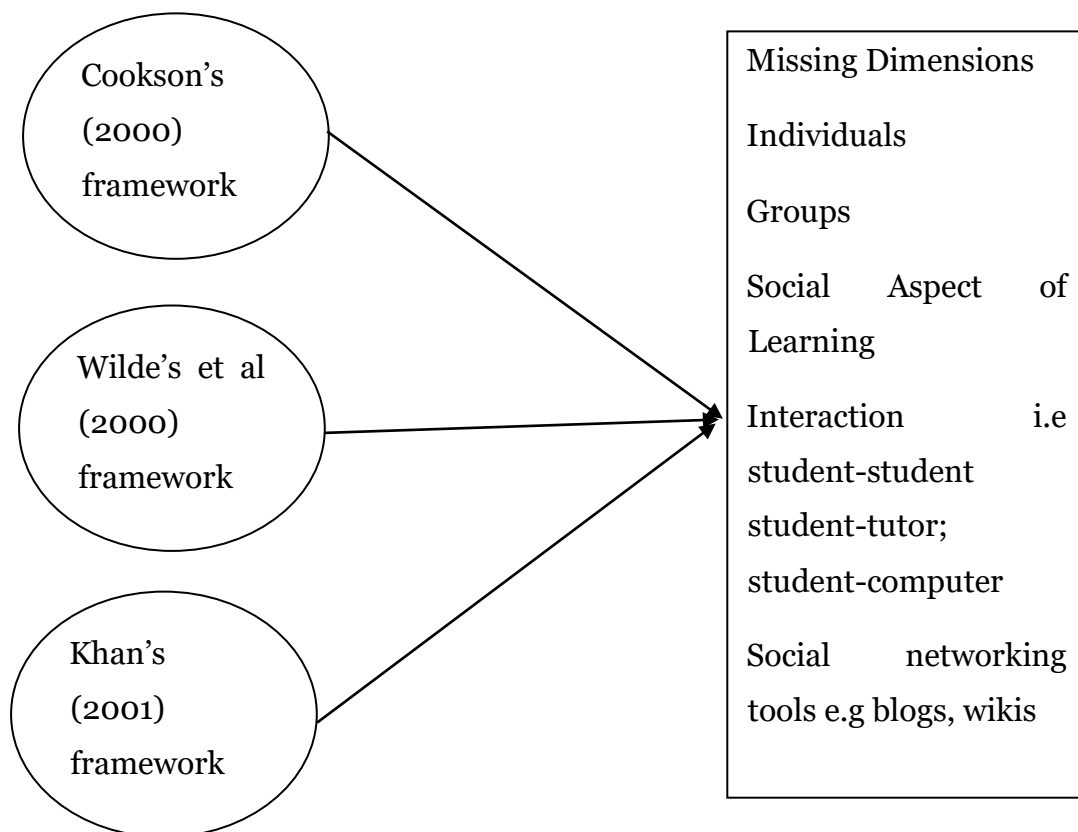 Cookson’s
(2000)
framework
Wilde’s et al
(2000)
framework
Khan’s
(2001)
framework
Missing Dimensions
Individuals
Groups
Social Aspect of
Learning
Interaction i.e
student-student
student-tutor;
student-computer
Social networking
tools e.g blogs, wikis